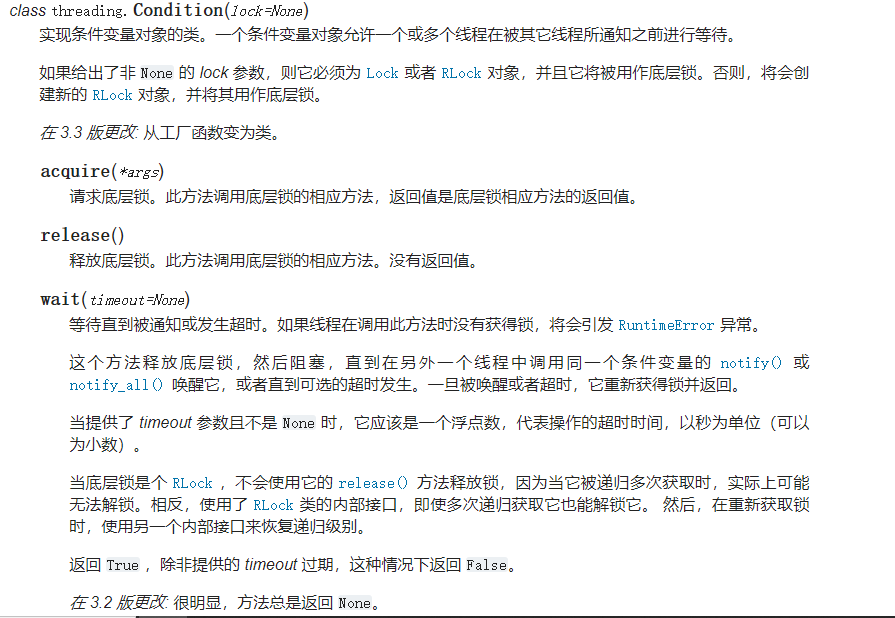 class threading.Condition(lock=None)
实现条件变量对象的类。一个条件变量对象允许一个或多个线程在被其它线程所通知之前进行等待。
如果给出了非 None 的 lock 参数，则它必须为 Lock 或者 RLock 对象，并且它将被用作底层锁。否则，将会创
建新的 RLock 对象，并将其用作底层锁。
在 3.3 版更改: 从工厂函数变为类。
acquire(*args)
请求底层锁。此方法调用底层锁的相应方法，返回值是底层锁相应方法的返回值。
release()
释放底层锁。此方法调用底层锁的相应方法。没有返回值。
wait(timeout=None)
等待直到被通知或发生超时。如果线程在调用此方法时没有获得锁，将会引发 RuntimeError 异常。
这个方法释放底层锁，然后阻塞，直到在另外一个线程中调用同一个条件变量的 notify() 或
notify_all() 唤醒它，或者直到可选的超时发生。一旦被唤醒或者超时，它重新获得锁并返回。
当提供了 timeout 参数且不是 None 时，它应该是一个浮点数，代表操作的超时时间，以秒为单位（可以
为小数）。
当底层锁是个 RLock ，不会使用它的 release() 方法释放锁，因为当它被递归多次获取时，实际上可能
无法解锁。相反，使用了 RLock 类的内部接口，即使多次递归获取它也能解锁它。 然后，在重新获取锁
时，使用另一个内部接口来恢复递归级别。
返回 True ，除非提供的 timeout 过期，这种情况下返回 False。
在 3.2 版更改: 很明显，方法总是返回 None。